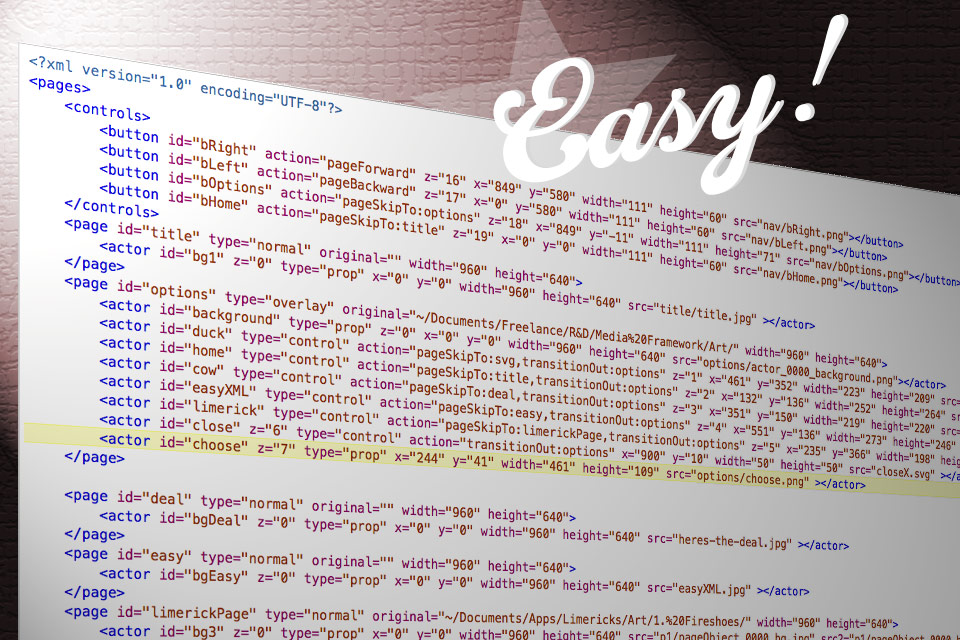 Easy!
<?xml version="1.0" encoding="UTF-8"?>
<pages>
<controls>
<button id="bRight" action="pageForward" z="16" x="849" y="580" width="111" height="60" src="nav/bRight.png"></button>
<button id="bLeft" action="pageBackward" z="17" x="0" y="580" width="111" height="60" src="nav/bLeft.png"></button>
<button id="bOptions" action="pageSkipTo:options" z="18" x="849" y="-11" width="111" height="71" src="nav/bOptions.png"></button>
<button id="bHome" action="pageSkipTo:title" z="19" x="0" y="0" width="111" height="60" src="nav/bHome.png"></button>
</controls>
<page id="title" type="normal" original="" width="960" height="640">
<actor id="bg1" z="0" type="prop" x="0" y="0" width="960" height="640" src="title/title.jpg" ></actor>
</page>
<page id="options" type="overlay" original="~/Documents/Freelance/R&D/Media%20Framework/Art/" width="960" height="640">
<actor id="background" type="prop" z="0" x="0" y="0" width="960" height="640" src="options/actor_0000_background.png"></actor>
<actor id="duck" type="control" action="pageSkipTo:svg,transitionOut:options" z="1" x="461" y="352" width="223" height="209" src
<actor id="home" type="control" action="pageSkipTo:title,transitionOut:options" z="2" x="132" y="136" width="252" height="264"
<actor id="cow" type="control" action="pageSkipTo:deal,transitionOut:options" z="3" x="351" y="150" width="219" height="220"
<actor id="easyXML" type="control" action="pageSkipTo:easy,transitionOut:options" z="4" x="551" y="136" width="273" height="246"
<actor id="limerick" type="control" action="pageSkipTo:limerickPage,transitionOut:options" z="5" x="235" y="366" width="198"
<actor id="close" z="6" type="control" action="transitionOut:options" x="900" y="10" width="50" height="50" src="closeX.svg" ></a
<actor id="choose" z="7" type="prop" x="244" y="41" width="461" height="109" src="options/choose.png" ></actor>
</page>
<page id="deal" type="normal" original="" width="960" height="640">
<actor id="bgDeal" z="0" type="prop" x="0" y="0" width="960" height="640" src="heres-the-deal.jpg" ></actor>
</page>
<page id="easy" type="normal" original="" width="960" height="640">
<actor id="bgEasy" z="0" type="prop" x="0" y="0" width="960" height="640" src="easyXML.jpg" ></actor>
</page>
<page id="limerickPage" type="normal" original="~/Documents/Apps/Limericks/Art/1.%20Fireshoes/" width="960" height="640">
<actor id="bg3" z="0" type="prop" x="0" y="0" width="960" height="640"